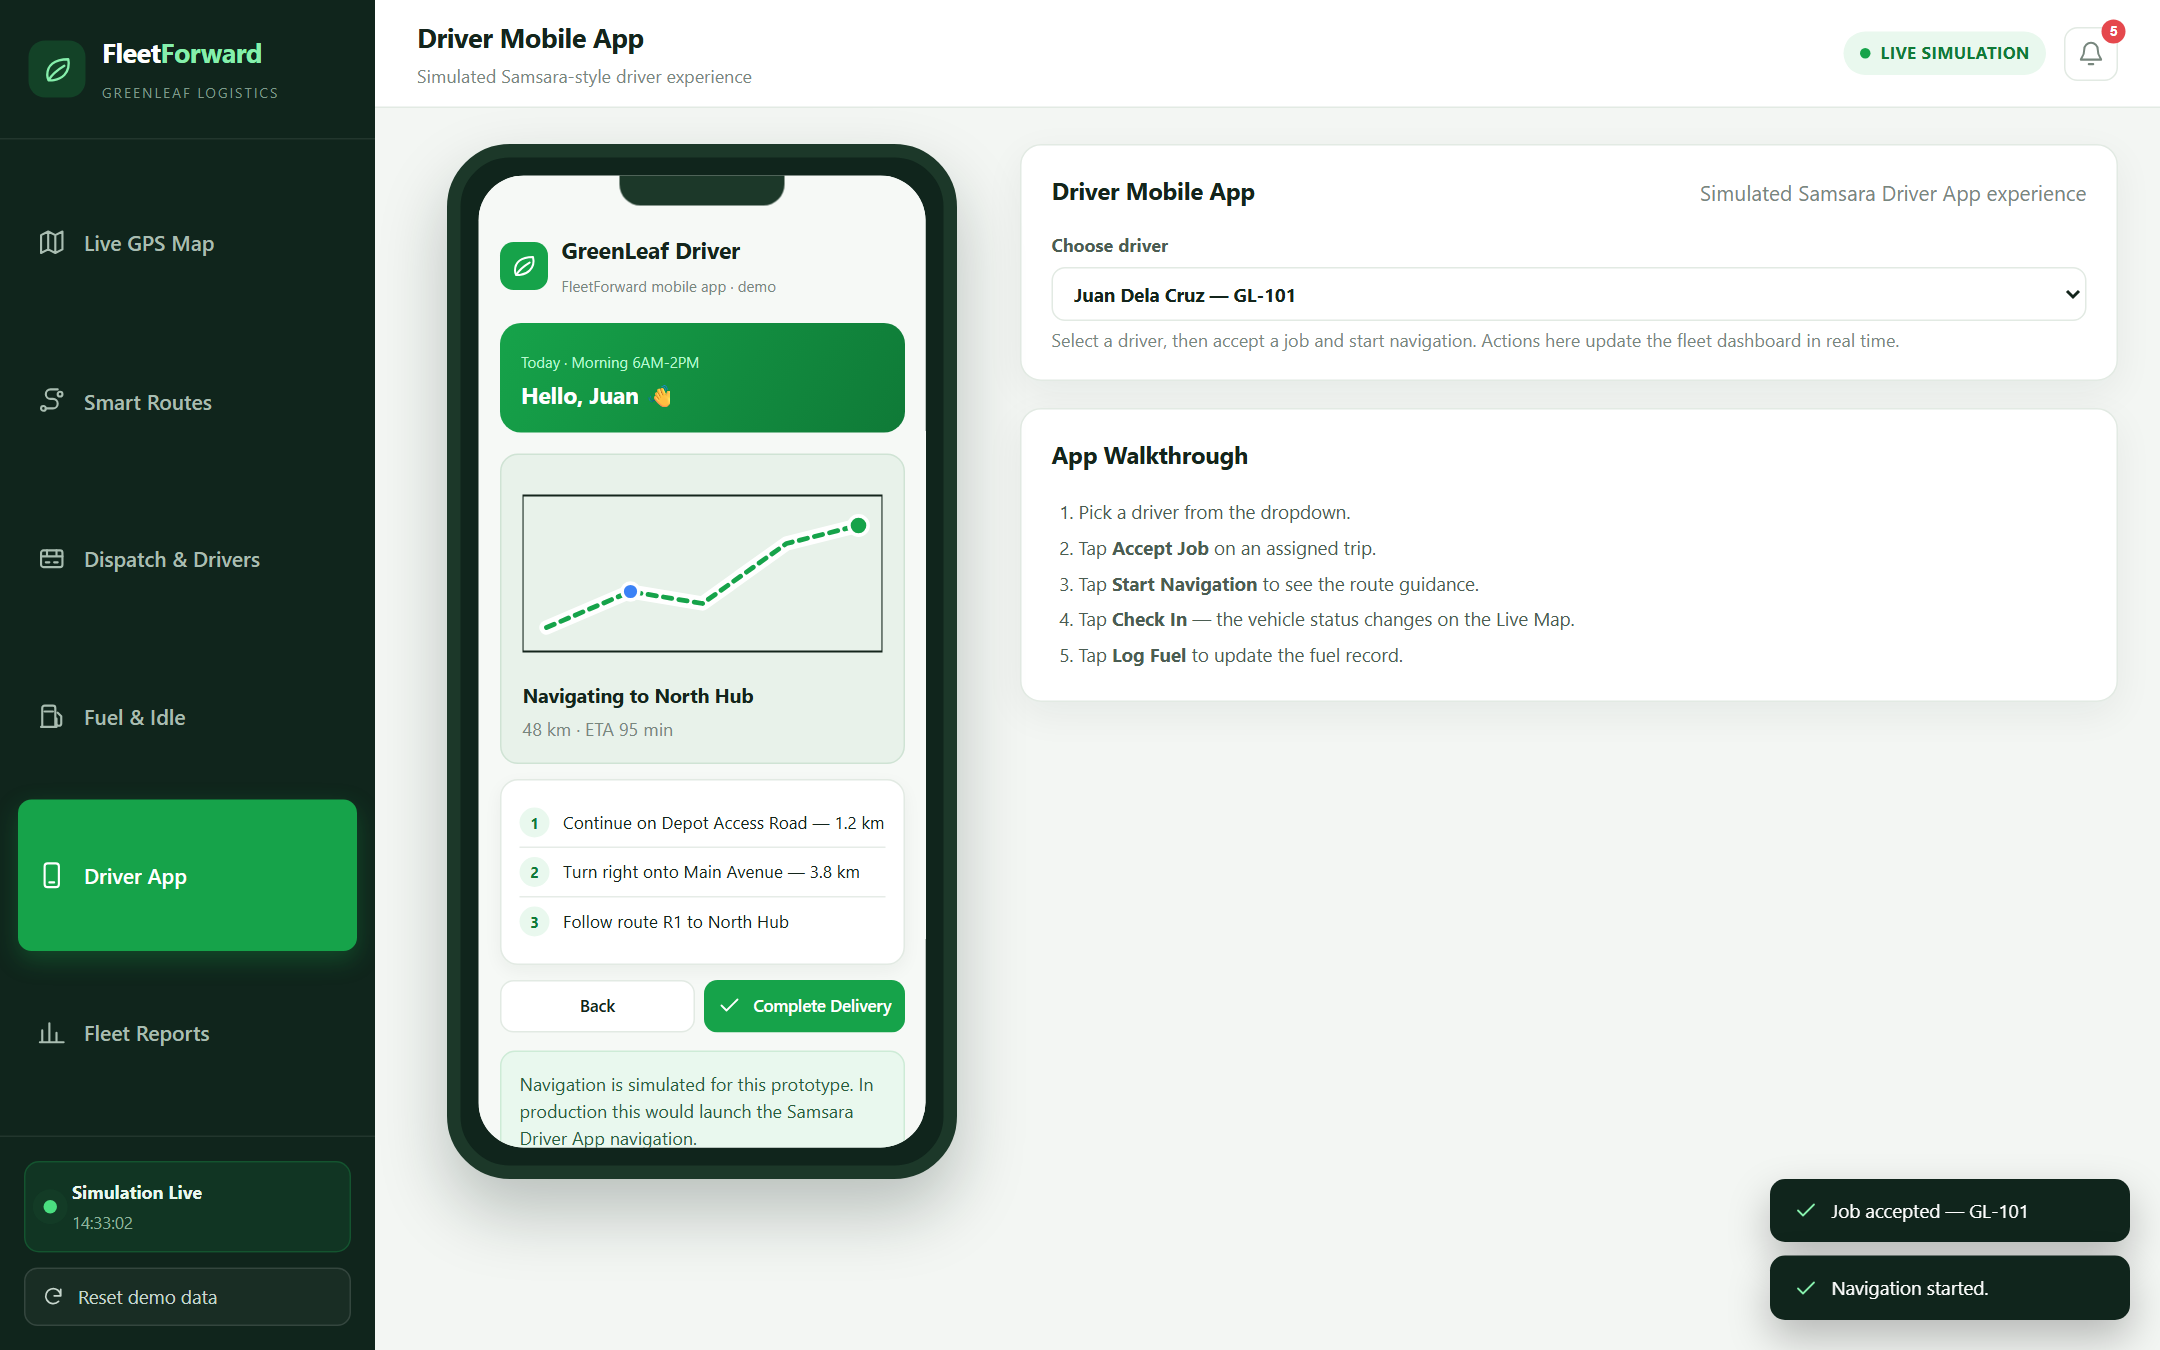 FleetForward
GREENLEAF LOGISTICS
Live GPS Map
Smart Routes
Dispatch & Drivers
Fuel & Idle
Driver App
Fleet Reports
Simulation Live
14:33:02
Reset demo data
Driver Mobile App
Simulated Samsara-style driver experience
LIVE SIMULATION
5
GreenLeaf Driver
FleetForward mobile app · demo
Today · Morning 6AM-2PM
Hello, Juan 👋
Navigating to North Hub
48 km · ETA 95 min
1 Continue on Depot Access Road — 1.2 km
2 Turn right onto Main Avenue — 3.8 km
3 Follow route R1 to North Hub
Back
Complete Delivery
Navigation is simulated for this prototype. In
production this would launch the Samsara
Driver App navigation.
Driver Mobile App
Simulated Samsara Driver App experience
Choose driver
Juan Dela Cruz — GL-101
Select a driver, then accept a job and start navigation. Actions here update the fleet dashboard in real time.
App Walkthrough
1. Pick a driver from the dropdown.
2. Tap Accept Job on an assigned trip.
3. Tap Start Navigation to see the route guidance.
4. Tap Check In — the vehicle status changes on the Live Map.
5. Tap Log Fuel to update the fuel record.
Job accepted — GL-101
Navigation started.